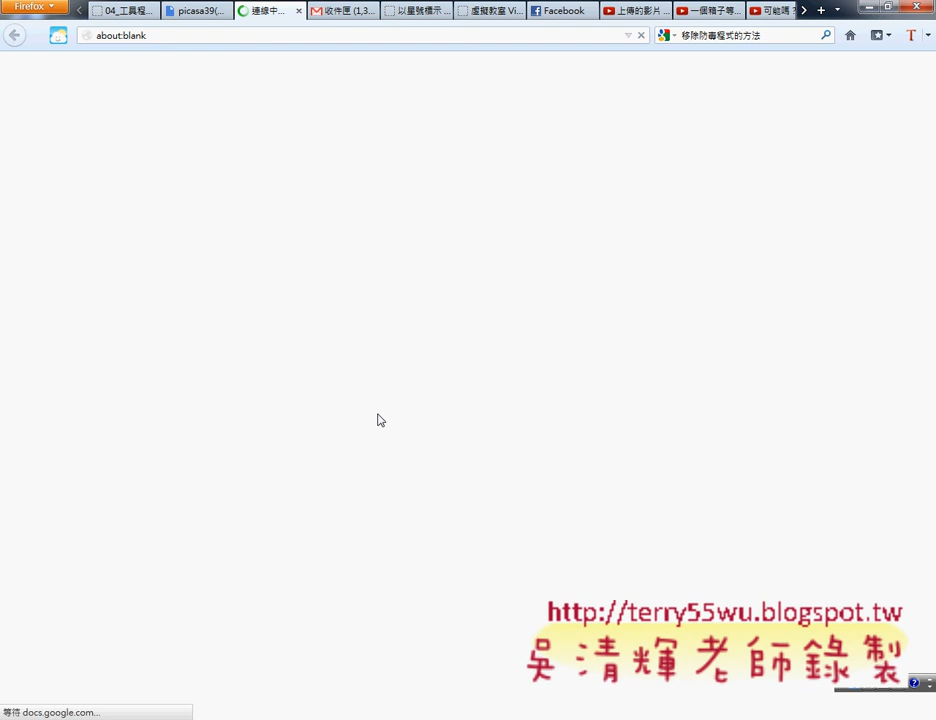 Firefox
04_工具程...
picasa39(...
連線中...
收件匣 (1,3...
以星號標示 ...
虛擬教室 Vi...
Facebook
上傳的影片 ...
一個箱子等...
可能嗎？
about:blank
移除防毒程式的方法
http://terry55wu.blogspot.tw
吳清輝老師錄製
等待 docs.google.com...